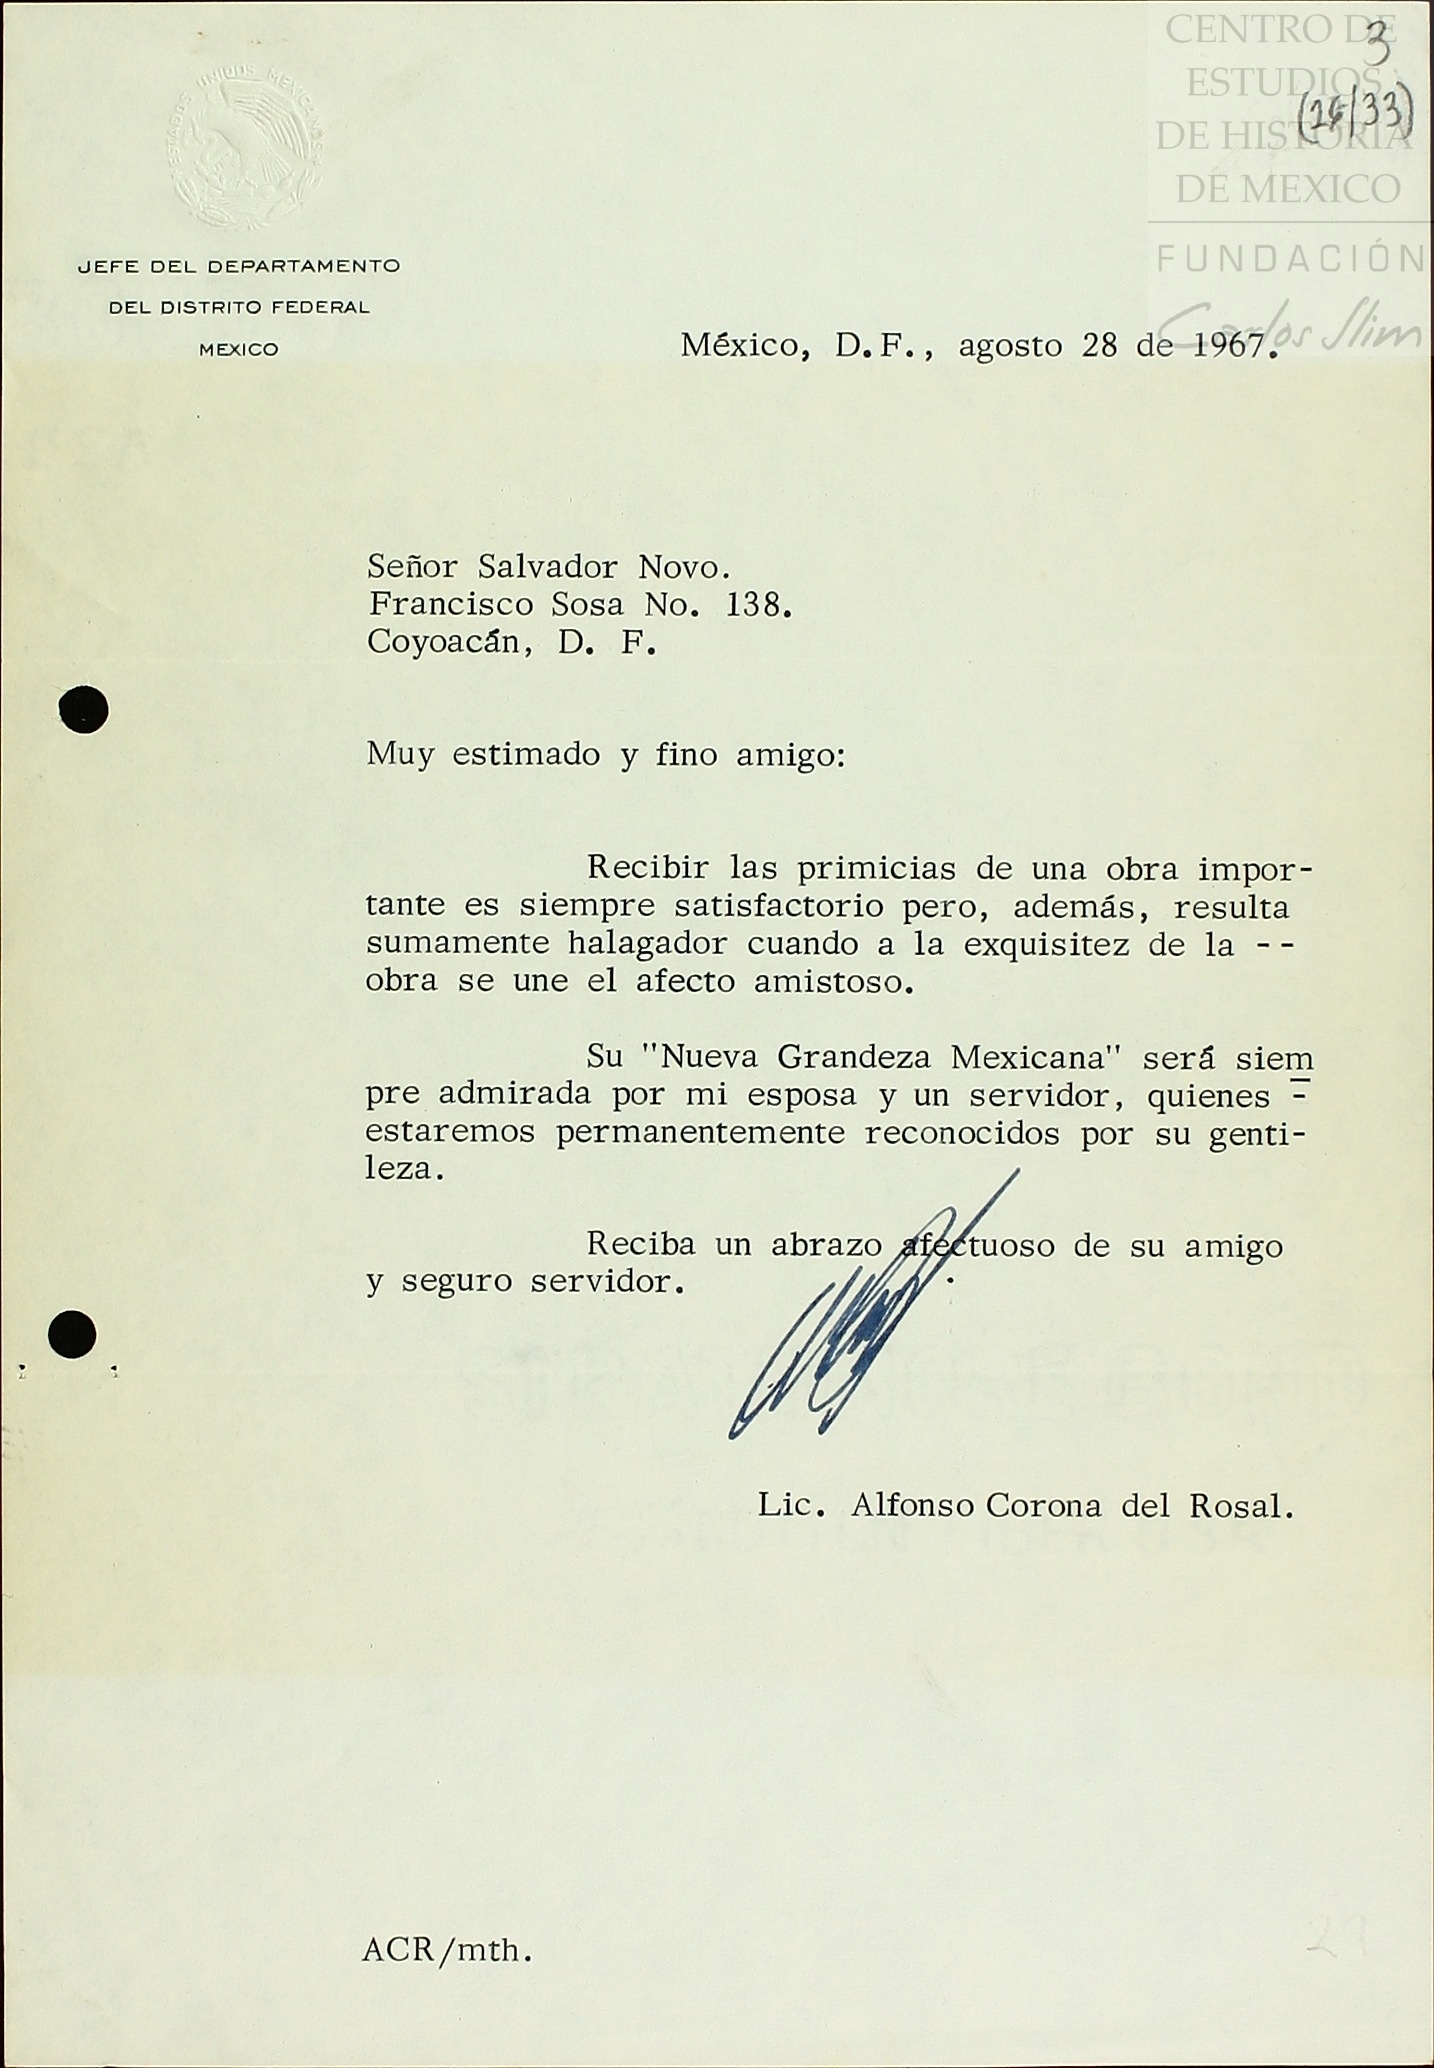 CENTRO DE
ESTUDIOS
DE HISTORIA
DE MEXICO
FUNDACIÓN
Carlos Slim
3
ESTADOS UNIDOS MEXICANOS
JEFE DEL DEPARTAMENTO
DEL DISTRITO FEDERAL
MEXICO
México, D.F., agosto 28 de 1967.
Señor Salvador Novo.
Francisco Sosa No. 138.
Coyoacán, D. F.
Muy estimado y fino amigo:
Recibir las primicias de una obra impor-
tante es siempre satisfactorio pero, además, resulta
sumamente halagador cuando a la exquisitez de la - -
obra se une el afecto amistoso.
Su "Nueva Grandeza Mexicana" será siem
pre admirada por mi esposa y un servidor, quienes -
estaremos permanentemente reconocidos por su genti-
leza.
Reciba un abrazo afectuoso de su amigo
y seguro servidor.
Lic. Alfonso Corona del Rosal.
ACR/mth.
29